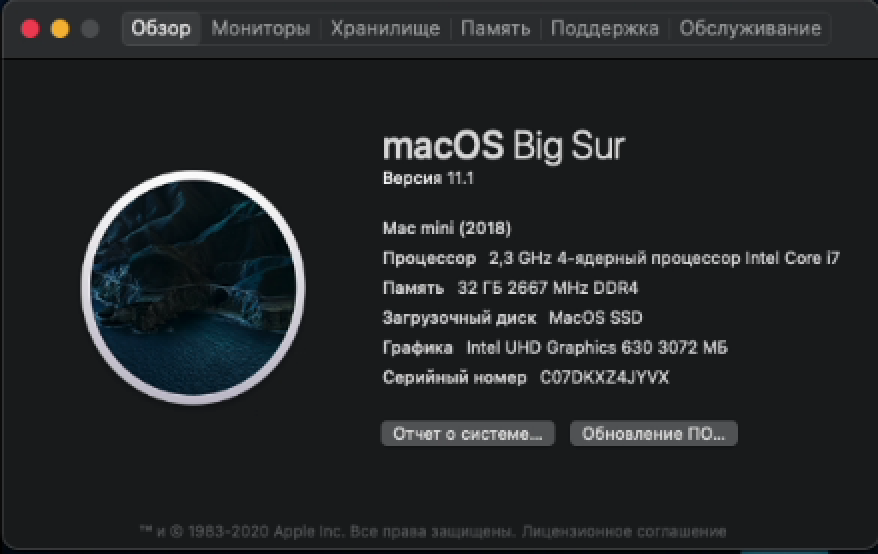 Обзор Мониторы Хранилище Память Поддержка Обслуживание
macOS Big Sur
Версия 11.1
Mac mini (2018)
Процессор 2,3 GHz 4-ядерный процессор Intel Core i7
Память 32 ГБ 2667 MHz DDR4
Загрузочный диск MacOS SSD
Графика Intel UHD Graphics 630 3072 МБ
Серийный номер C07DKXZ4JYVX
Отчет о системе... Обновление ПО...
™ и © 1983-2020 Apple Inc. Все права защищены. Лицензионное соглашение